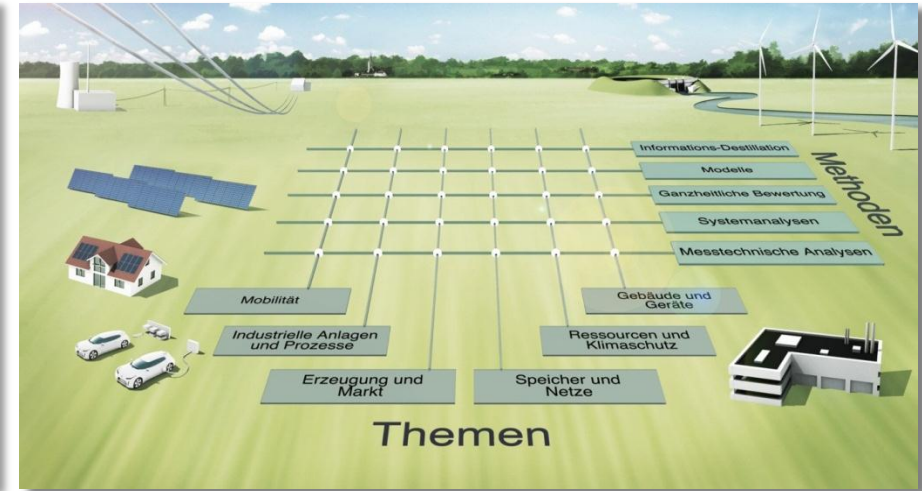 Informations-Destillation
Modelle
Ganzheitliche Bewertung
Systemanalysen
Messtechnische Analysen
Methoden
Mobilität
Industrielle Anlagen
und Prozesse
Erzeugung und
Markt
Speicher und
Netze
Ressourcen und
Klimaschutz
Gebäude und
Geräte
Themen